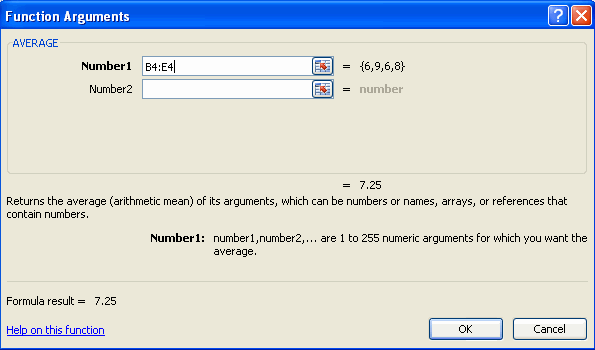 Function Arguments
AVERAGE
Number1 B4:E4 = {6,9,6,8}
Number2 = number
= 7.25
Returns the average (arithmetic mean) of its arguments, which can be numbers or names, arrays, or references that
contain numbers.
Number1: number1,number2,... are 1 to 255 numeric arguments for which you want the
average.
Formula result = 7.25
Help on this function
OK Cancel